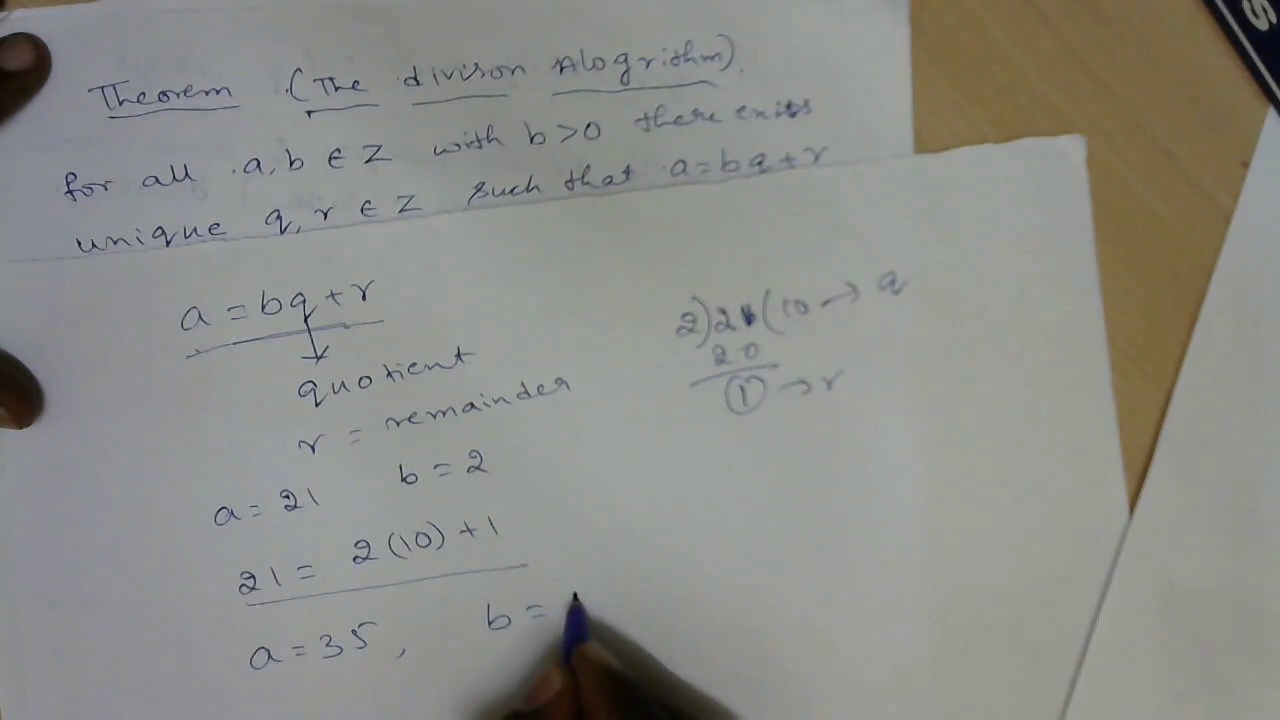 Theorem (The divison Alogrithm).
for all a, b ∈ Z with b>0 there exits
unique q, r ∈ Z such that a=bq+r
a = bq+r
quotient
r = remainder
a = 21 b = 2
21 = 2(10)+1
a = 35, b =
2)21(10→ q
20
1 → r
S